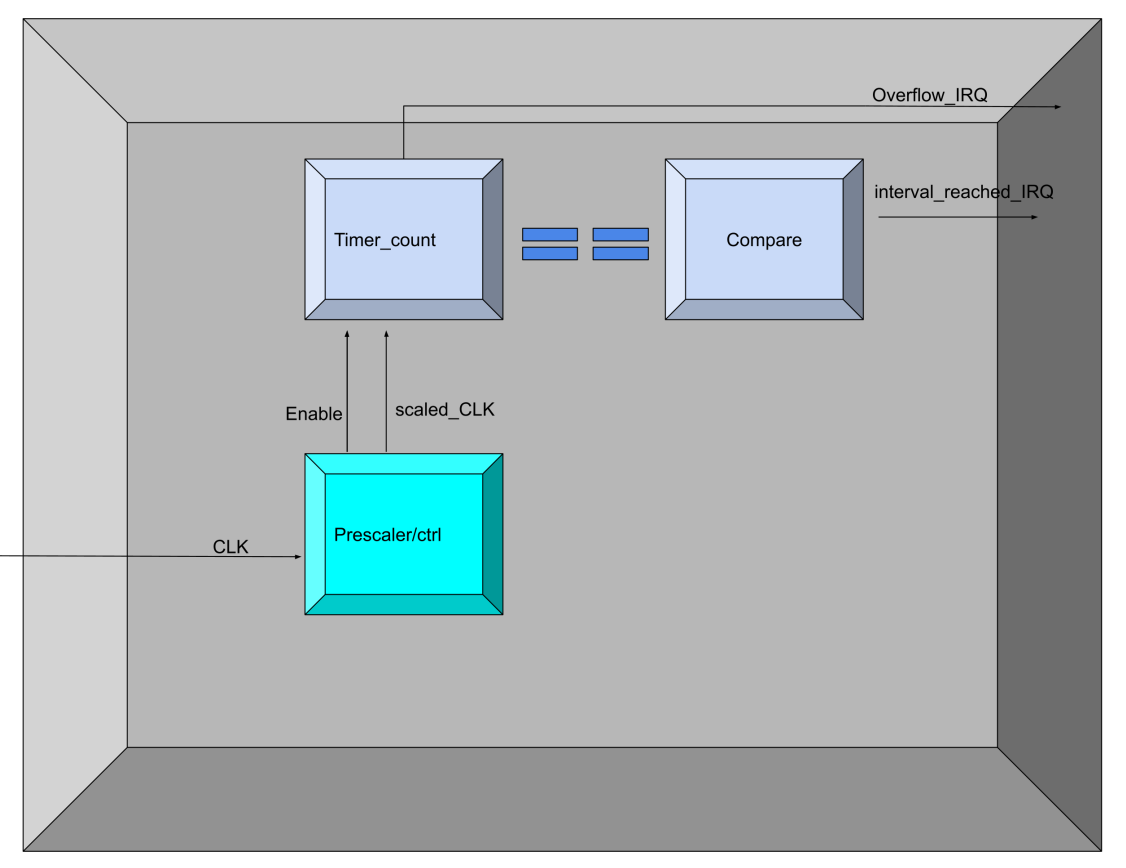 Overflow_IRQ
interval_reached_IRQ
Timer_count
Compare
Enable
scaled_CLK
Prescaler/ctrl
CLK